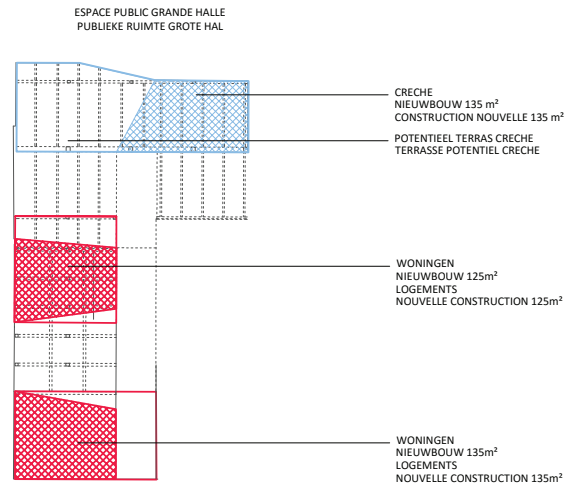 ESPACE PUBLIC GRANDE HALLE
PUBLIEKE RUIMTE GROTE HAL
CRECHE
NIEUWBOUW 135 m²
CONSTRUCTION NOUVELLE 135 m²
POTENTIEEL TERRAS CRECHE
TERRASSE POTENTIEL CRECHE
WONINGEN
NIEUWBOUW 125m²
LOGEMENTS
NOUVELLE CONSTRUCTION 125m²
WONINGEN
NIEUWBOUW 135m²
LOGEMENTS
NOUVELLE CONSTRUCTION 135m²